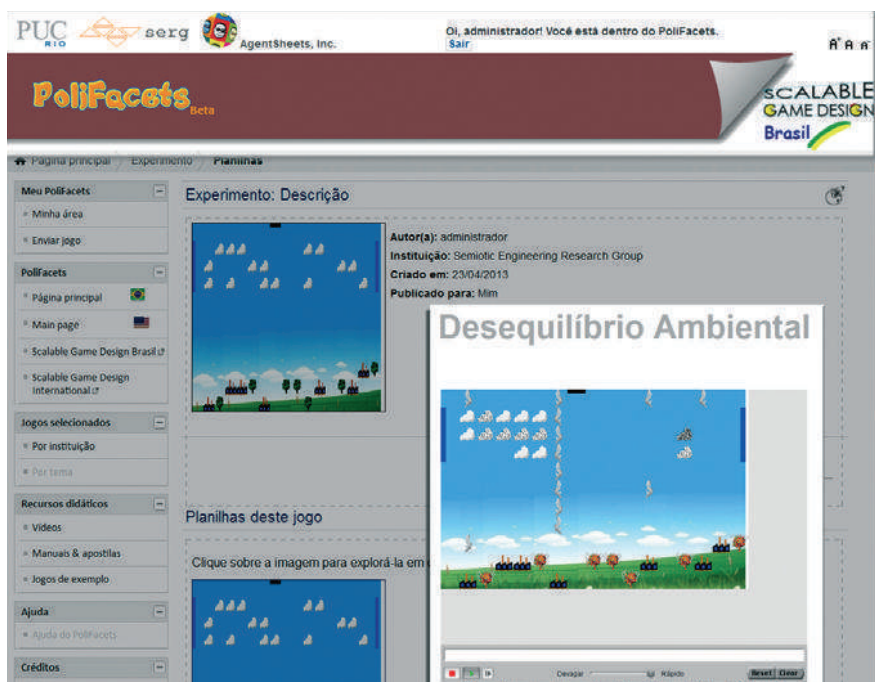 PUC
RIO
serg
AgentSheets, Inc.
Oi, administrador! Você está dentro do PoliFacets.
Sair
A⁺ A A⁻
PoliFacets
Beta
SCALABLE
GAME DESIGN
Brasil
Página principal
Experimento
Planilhas
Meu PoliFacets
Minha área
Enviar jogo
PoliFacets
Página principal
Main page
Scalable Game Design Brasil
Scalable Game Design
International
Jogos selecionados
Por instituição
Por tema
Recursos didáticos
Vídeos
Manuais & apostilas
Jogos de exemplo
Ajuda
Ajuda do PoliFacets
Créditos
Experimento: Descrição
Autor(a): administrador
Instituição: Semiotic Engineering Research Group
Criado em: 23/04/2013
Publicado para: Mim
Planilhas deste jogo
Clique sobre a imagem para explorá-la em
Desequilíbrio Ambiental
Devagar
Rápido
Reset
Clear